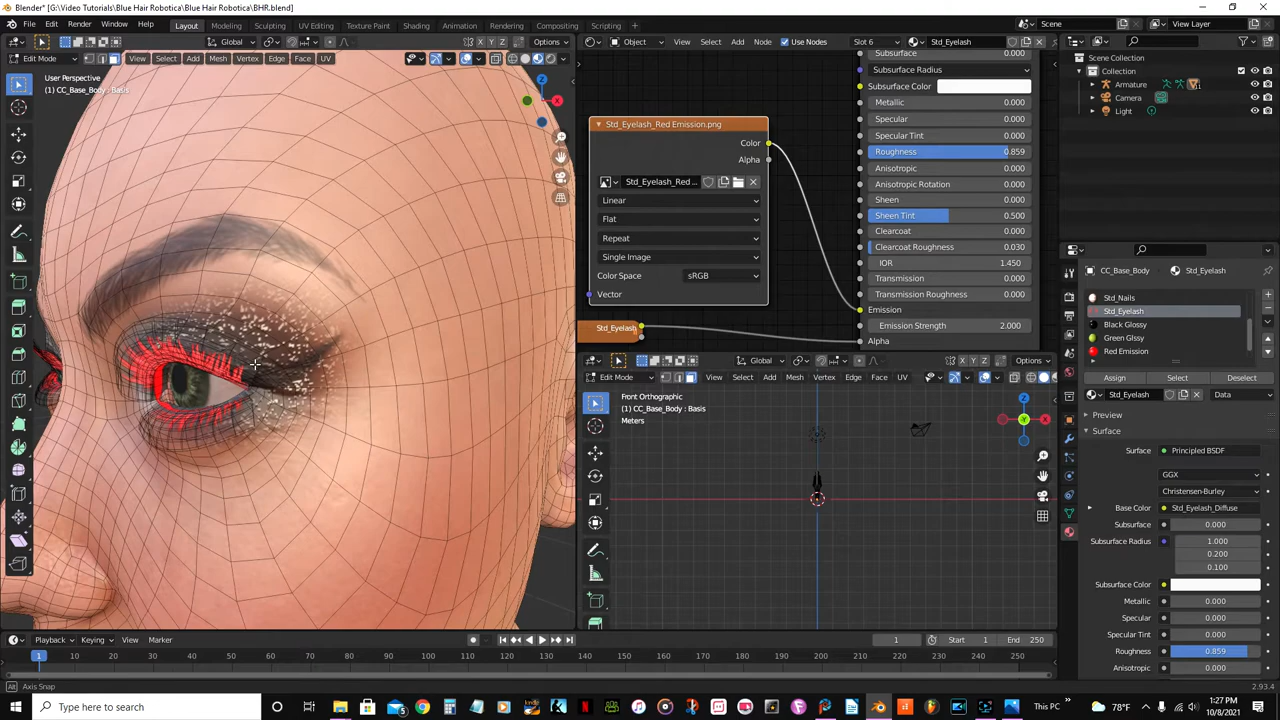 Blender* [G:\Video Tutorials\Blue Hair Robotica\Blue Hair Robotica\BHR.blend]
File Edit Render Window Help Layout Modeling Sculpting UV Editing Texture Paint Shading Animation Rendering Compositing Scripting Scene View Layer
Global Options Object View Select Add Node Use Nodes Slot 6 Std_Eyelash
Edit Mode View Select Add Mesh Vertex Edge Face UV
User Perspective
(1) CC_Base_Body : Basis
X Y Z
Subsurface 0.000
Subsurface Radius
Subsurface Color
Metallic 0.000
Specular 0.000
Specular Tint 0.000
Roughness 0.859
Anisotropic 0.000
Anisotropic Rotation 0.000
Sheen 0.000
Sheen Tint 0.500
Clearcoat 0.000
Clearcoat Roughness 0.030
IOR 1.450
Transmission 0.000
Transmission Roughness 0.000
Emission
Emission Strength 2.000
Alpha
Std_Eyelash_Red Emission.png
Color
Alpha
Std_Eyelash_Red ...
Linear
Flat
Repeat
Single Image
Color Space sRGB
Vector
Std_Eyelash
Scene Collection
Collection
Armature
Camera
Light
CC_Base_Body Std_Eyelash
Std_Nails
Std_Eyelash
Black Glossy
Green Glossy
Red Emission
Assign Select Deselect
Std_Eyelash Data
Preview
Surface
Surface Principled BSDF
GGX
Christensen-Burley
Base Color Std_Eyelash_Diffuse
Subsurface 0.000
Subsurface Radius 1.000
0.200
0.100
Subsurface Color
Metallic 0.000
Specular 0.000
Specular Tint 0.000
Roughness 0.859
Anisotropic 0.000
Global X Y Z Options
Edit Mode View Select Add Mesh Vertex Edge Face
Front Orthographic
(1) CC_Base_Body : Basis
Meters
Z X Y
Playback Keying View Marker 1 Start 1 End 250
1 10 20 30 40 50 60 70 80 90 100 110 120 130 140 150 160 170 180 190 200 210 220 230 240 250
Axis Snap 2.93.4
Type here to search This PC 78°F 1:27 PM
10/8/2021